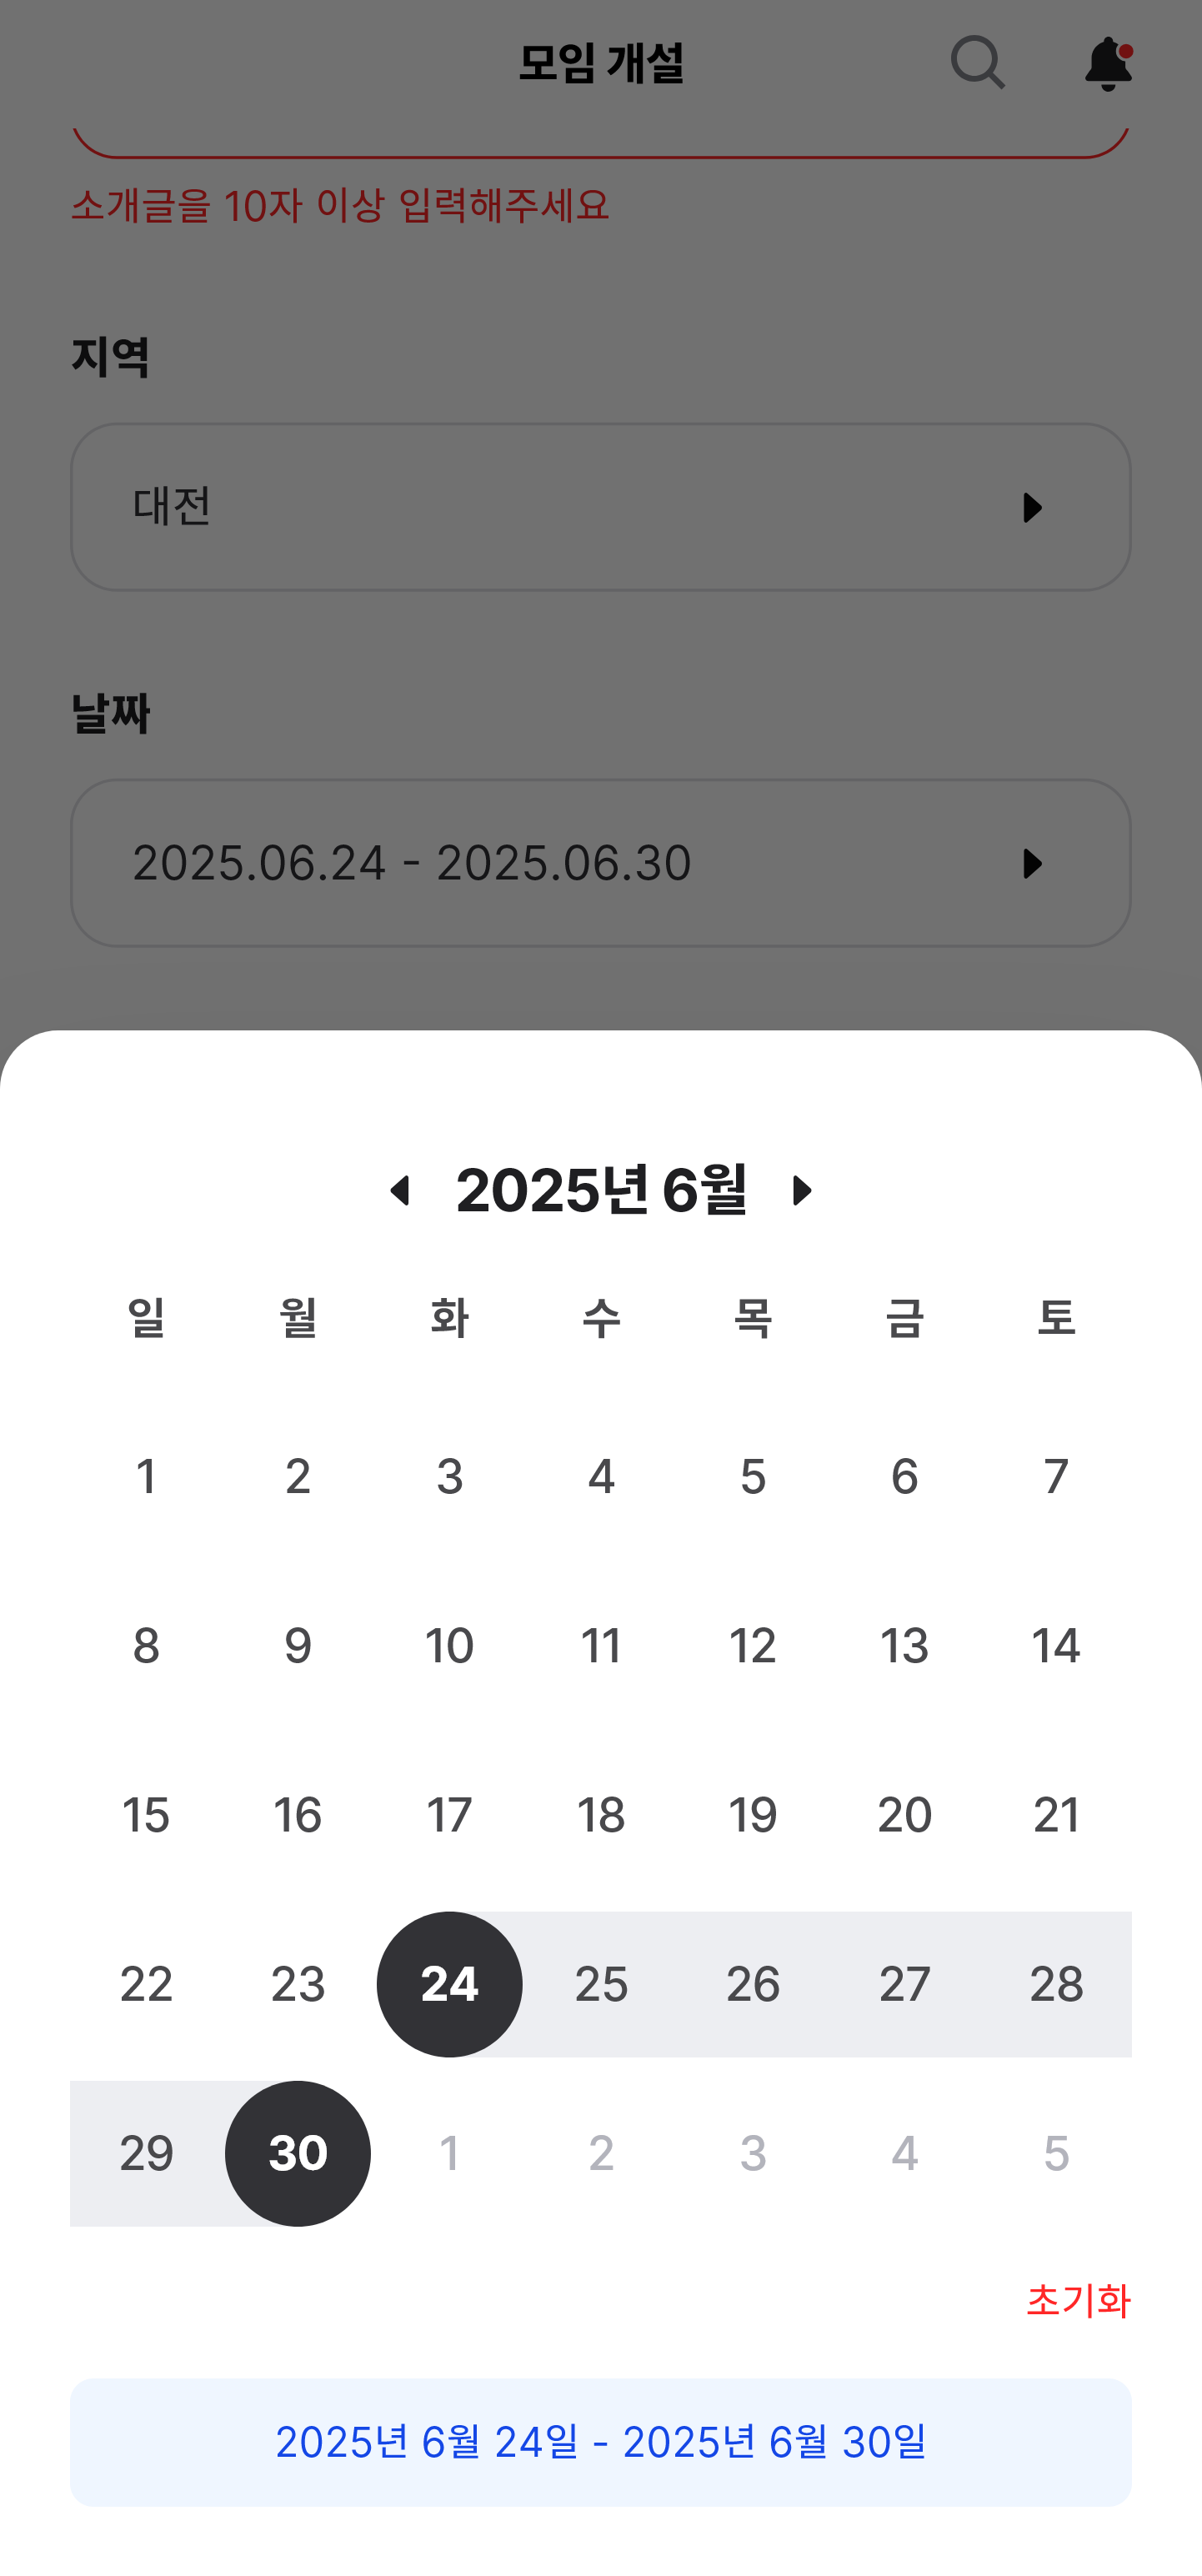 모임 개설
소개글을 10자 이상 입력해주세요
지역
대전
날짜
2025.06.24 - 2025.06.30
2025년 6월
일 월 화 수 목 금 토
1 2 3 4 5 6 7
8 9 10 11 12 13 14
15 16 17 18 19 20 21
22 23 24 25 26 27 28
29 30 1 2 3 4 5
초기화
2025년 6월 24일 - 2025년 6월 30일